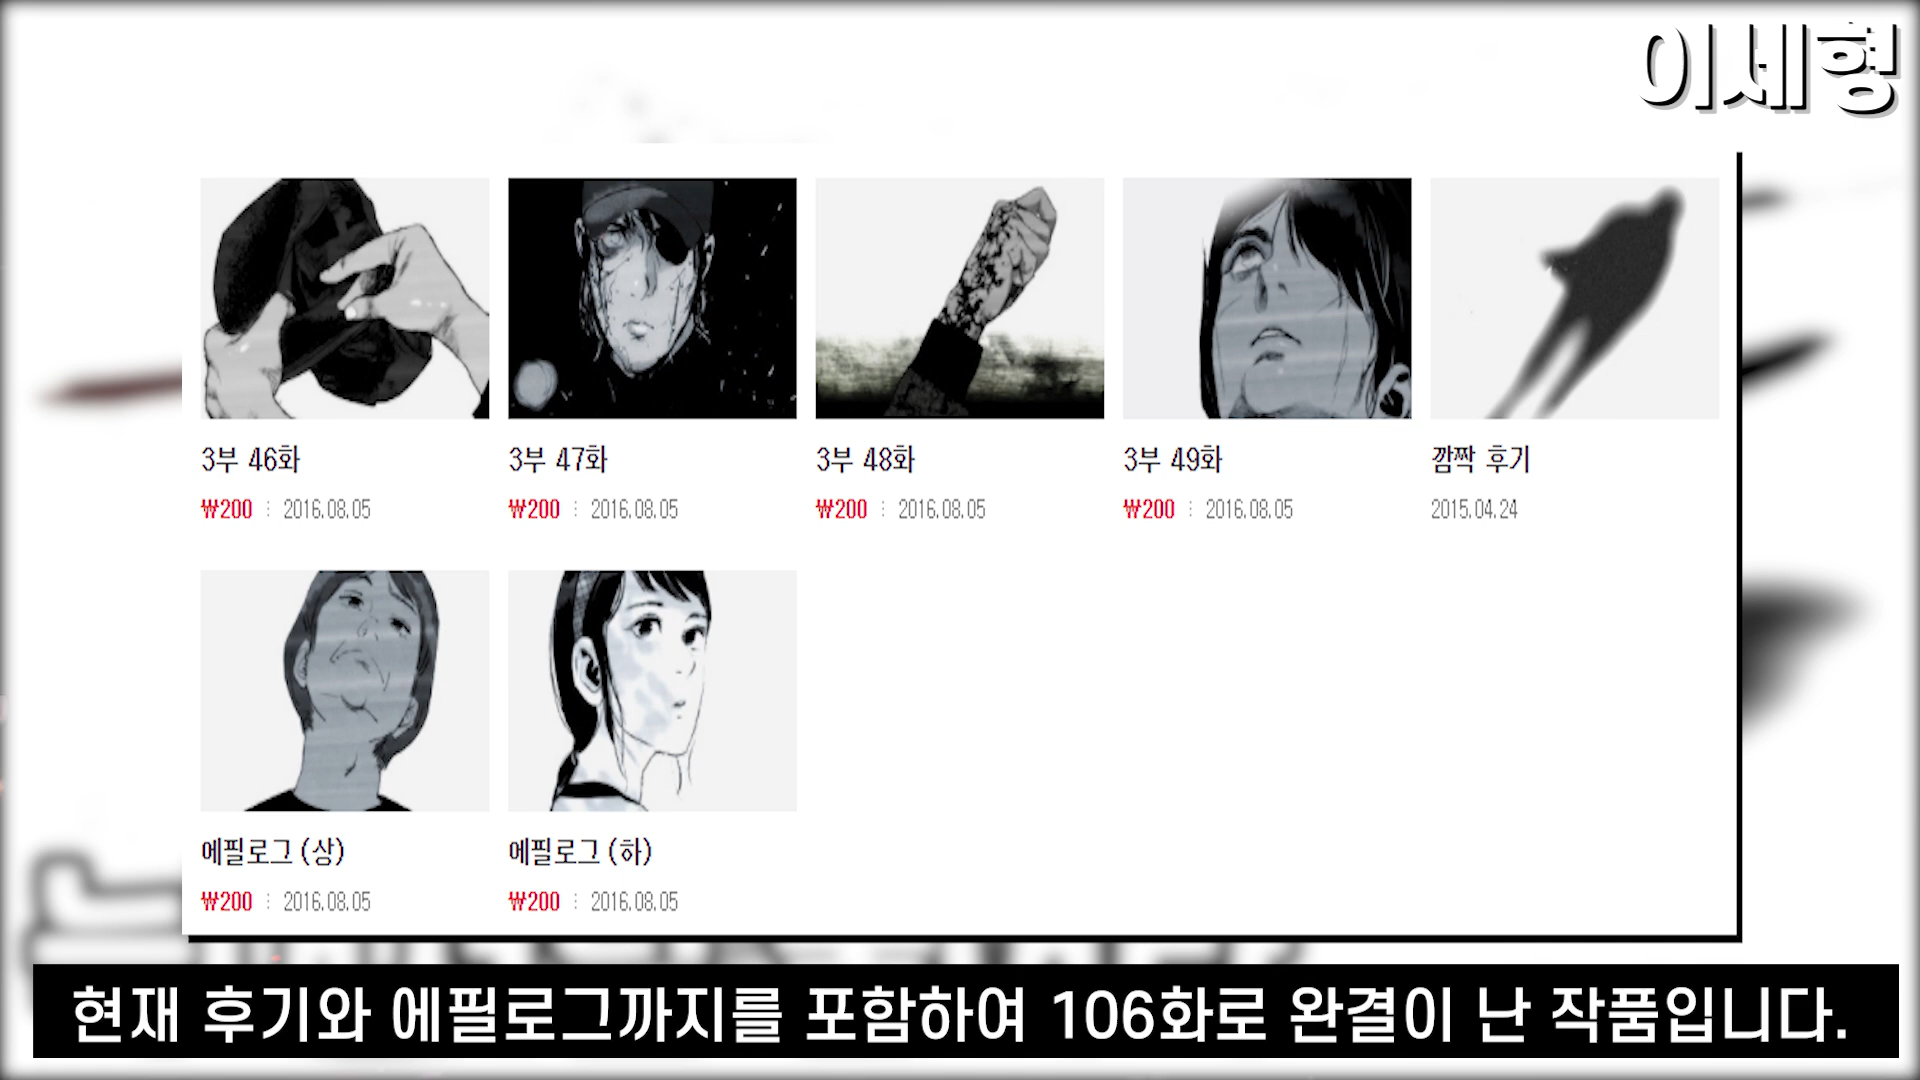 이세형
3부 46화
3부 47화
3부 48화
3부 49화
깜짝 후기
₩200 2016.08.05
₩200 2016.08.05
₩200 2016.08.05
₩200 2016.08.05
2015.04.24
에필로그 (상)
에필로그 (하)
₩200 2016.08.05
₩200 2016.08.05
현재 후기와 에필로그까지를 포함하여 106화로 완결이 난 작품입니다.